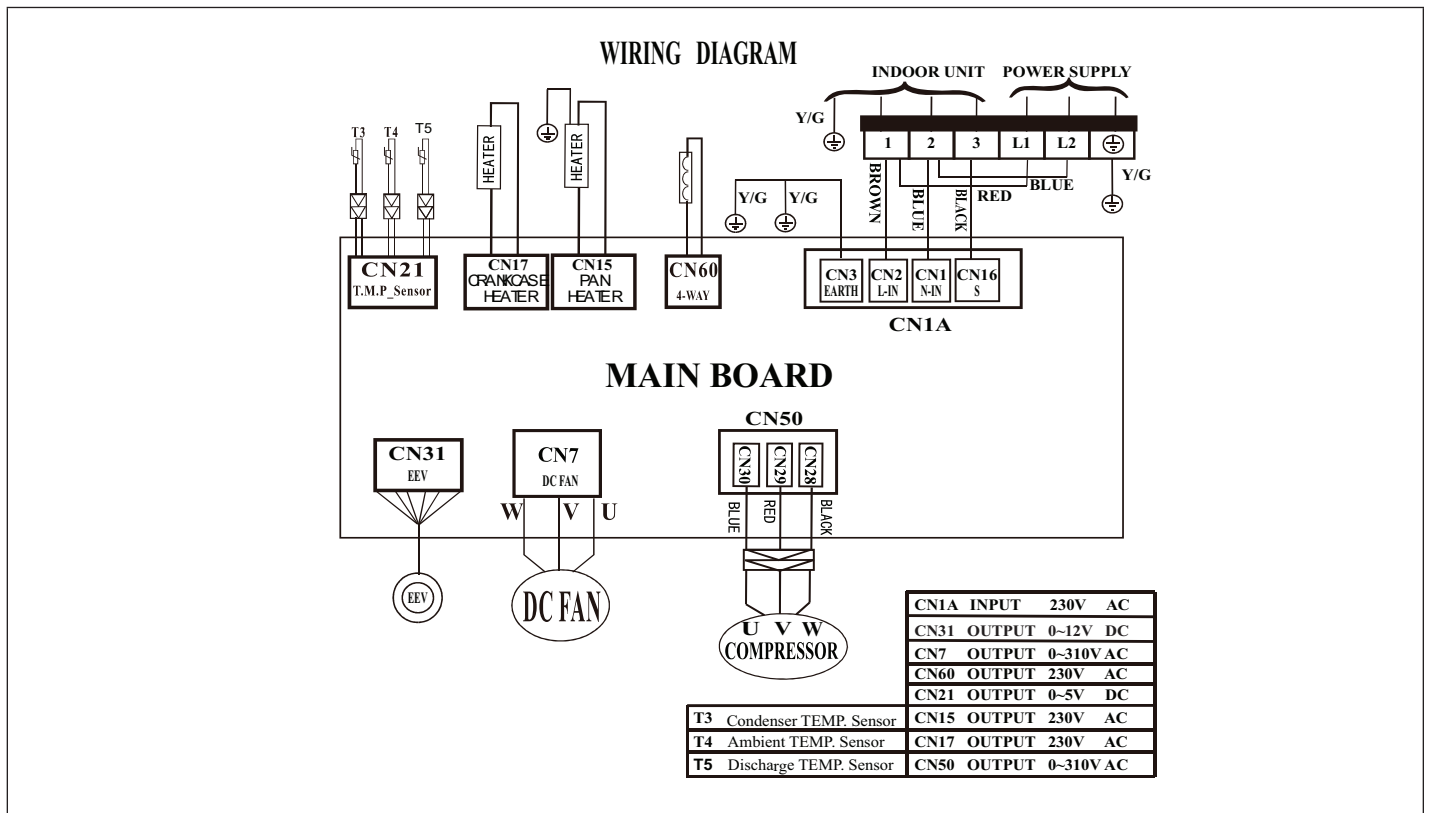 WIRING DIAGRAM
INDOOR UNIT POWER SUPPLY
Y/G
1 2 3 L1 L2
Y/G
BROWN
BLUE
BLACK
RED
BLUE
T3 T4 T5
HEATER
HEATER
Y/G Y/G
CN21
T.M.P_Sensor
CN17
CRANKCASE
HEATER
CN15
PAN
HEATER
CN60
4-WAY
CN3
EARTH
CN2
L-IN
CN1
N-IN
CN16
S
CN1A
MAIN BOARD
CN31
EEV
CN7
DC FAN
W V U
CN50
CN30
CN29
CN28
BLUE
RED
BLACK
EEV
DC FAN
U V W
COMPRESSOR
CN1A INPUT 230V AC
CN31 OUTPUT 0~12V DC
CN7 OUTPUT 0~310V AC
CN60 OUTPUT 230V AC
CN21 OUTPUT 0~5V DC
T3 Condenser TEMP. Sensor CN15 OUTPUT 230V AC
T4 Ambient TEMP. Sensor CN17 OUTPUT 230V AC
T5 Discharge TEMP. Sensor CN50 OUTPUT 0~310V AC